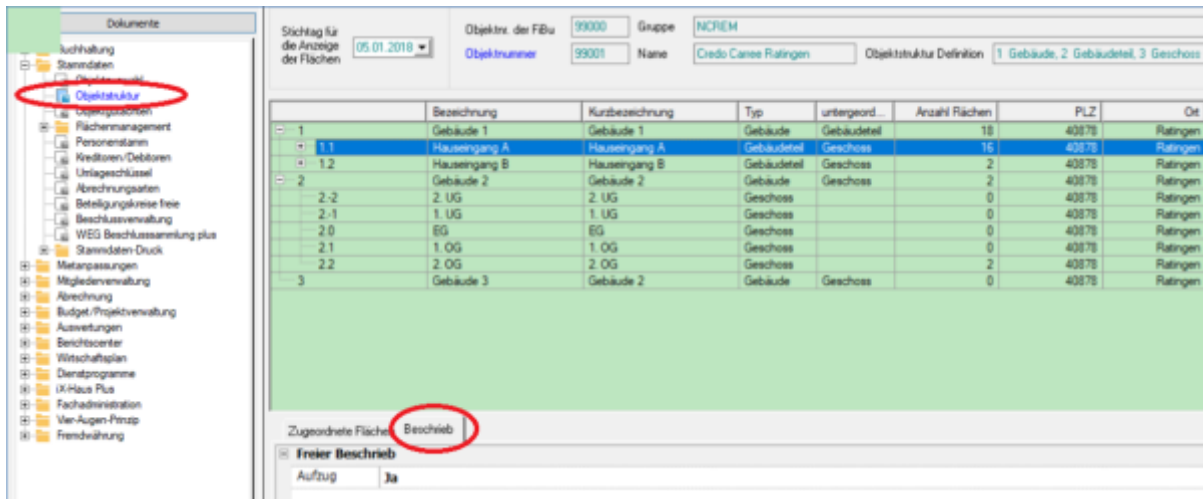 Dokumente
Buchhaltung
Stammdaten
Objektauswahl
Objektstruktur
Objektgutachten
Flächenmanagement
Personenstamm
Kreditoren/Debitoren
Umlageschlüssel
Abrechnungsarten
Beteiligungskreise freie
Beschlussverwaltung
WEG Beschlusssammlung plus
Stammdaten-Druck
Mietanpassungen
Mitgliederverwaltung
Abrechnung
Budget/Projektverwaltung
Auswertungen
Berichtscenter
Wirtschaftsplan
Dienstprogramme
iX-Haus Plus
Fachadministration
Vier-Augen-Prinzip
Fremdwährung
Stichtag für die Anzeige der Flächen 05.01.2018
Objektnr. der FiBu 99000 Gruppe NCREM
Objektnummer 99001 Name Credo Carree Ratingen Objektstruktur Definition 1 Gebäude, 2 Gebäudeteil, 3 Geschoss
Bezeichnung Kurzbezeichnung Typ untergeord... Anzahl Flächen PLZ Ort
1 Gebäude 1 Gebäude 1 Gebäude Gebäudeteil 18 40878 Ratingen
1.1 Hauseingang A Hauseingang A Gebäudeteil Geschoss 16 40878 Ratingen
1.2 Hauseingang B Hauseingang B Gebäudeteil Geschoss 2 40878 Ratingen
2 Gebäude 2 Gebäude 2 Gebäude Geschoss 2 40878 Ratingen
2.-2 2. UG 2. UG Geschoss 0 40878 Ratingen
2.-1 1. UG 1. UG Geschoss 0 40878 Ratingen
2.0 EG EG Geschoss 0 40878 Ratingen
2.1 1. OG 1. OG Geschoss 0 40878 Ratingen
2.2 2. OG 2. OG Geschoss 2 40878 Ratingen
3 Gebäude 3 Gebäude 2 Gebäude Geschoss 0 40878 Ratingen
Zugeordnete Flächen Beschrieb
Freier Beschrieb
Aufzug Ja